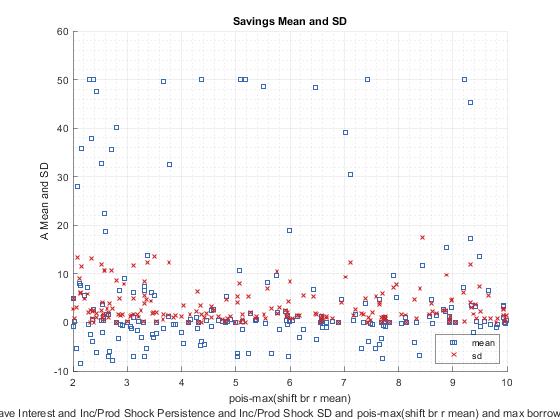 Savings Mean and SD
60
50
40
30
20
10
0
-10
A Mean and SD
2
3
4
5
6
7
8
9
10
mean
sd
pois-max(shift br r mean)
ave Interest and Inc/Prod Shock Persistence and Inc/Prod Shock SD and pois-max(shift br r mean) and max borrow